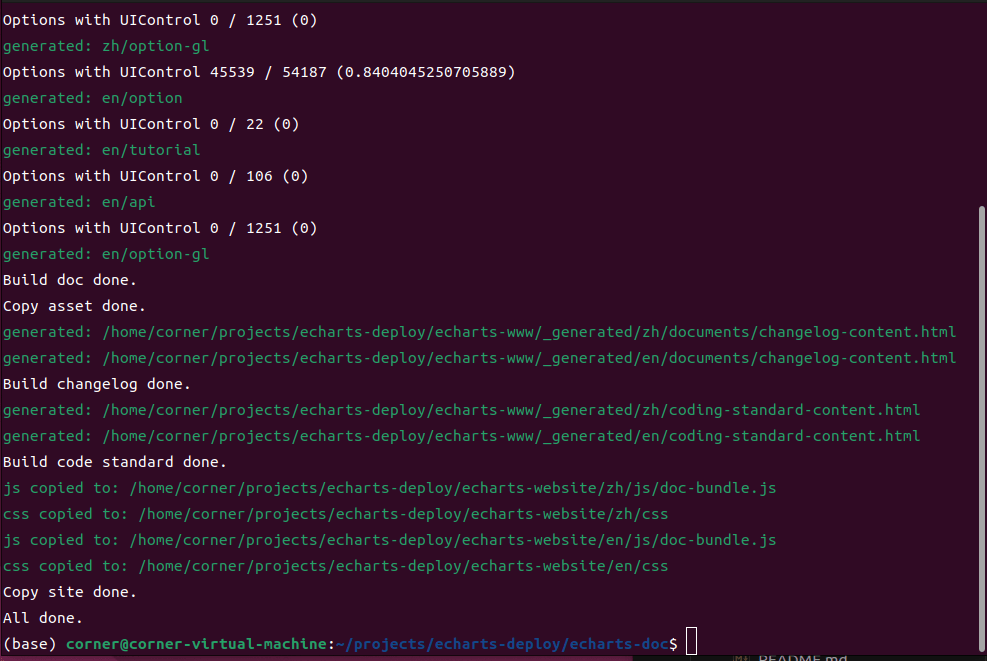 Options with UIControl 0 / 1251 (0)
generated: zh/option-gl
Options with UIControl 45539 / 54187 (0.8404045250705889)
generated: en/option
Options with UIControl 0 / 22 (0)
generated: en/tutorial
Options with UIControl 0 / 106 (0)
generated: en/api
Options with UIControl 0 / 1251 (0)
generated: en/option-gl
Build doc done.
Copy asset done.
generated: /home/corner/projects/echarts-deploy/echarts-www/_generated/zh/documents/changelog-content.html
generated: /home/corner/projects/echarts-deploy/echarts-www/_generated/en/documents/changelog-content.html
Build changelog done.
generated: /home/corner/projects/echarts-deploy/echarts-www/_generated/zh/coding-standard-content.html
generated: /home/corner/projects/echarts-deploy/echarts-www/_generated/en/coding-standard-content.html
Build code standard done.
js copied to: /home/corner/projects/echarts-deploy/echarts-website/zh/js/doc-bundle.js
css copied to: /home/corner/projects/echarts-deploy/echarts-website/zh/css
js copied to: /home/corner/projects/echarts-deploy/echarts-website/en/js/doc-bundle.js
css copied to: /home/corner/projects/echarts-deploy/echarts-website/en/css
Copy site done.
All done.
(base) corner@corner-virtual-machine:~/projects/echarts-deploy/echarts-doc$
README.md